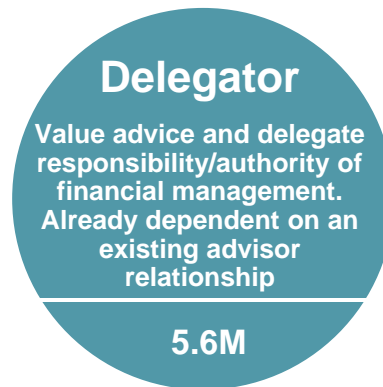 Delegator
Value advice and delegate
responsibility/authority of
financial management.
Already dependent on an
existing advisor
relationship
5.6M